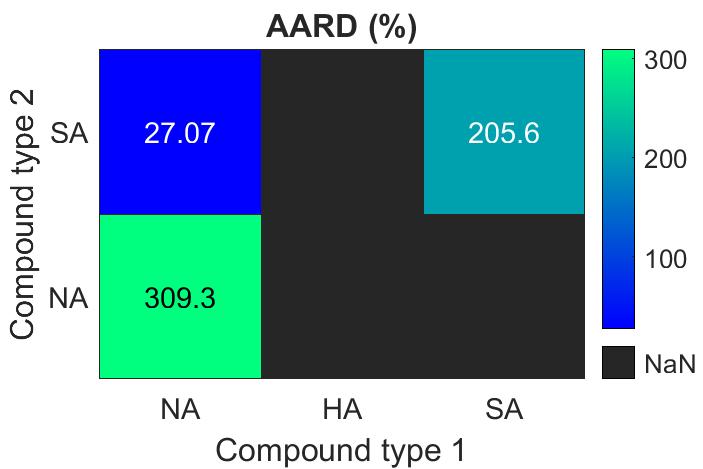 AARD (%)
Compound type 2
SA
27.07
205.6
NA
309.3
NA
HA
SA
Compound type 1
300
200
100
NaN